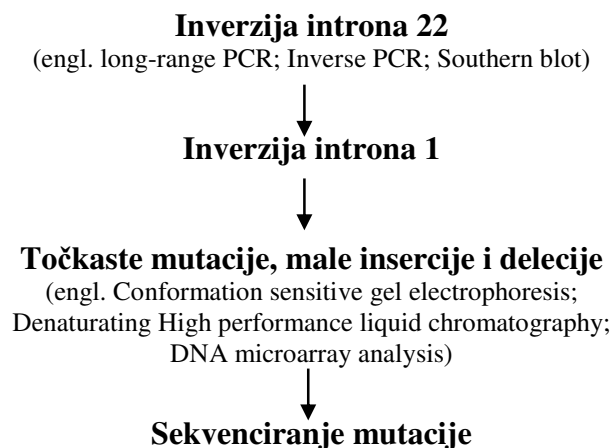 Inverzija introna 22
(engl. long-range PCR; Inverse PCR; Southern blot)
Inverzija introna 1
Točkaste mutacije, male insercije i delecije
(engl. Conformation sensitive gel electrophoresis;
Denaturating High performance liquid chromatography;
DNA microarray analysis)
Sekvenciranje mutacije